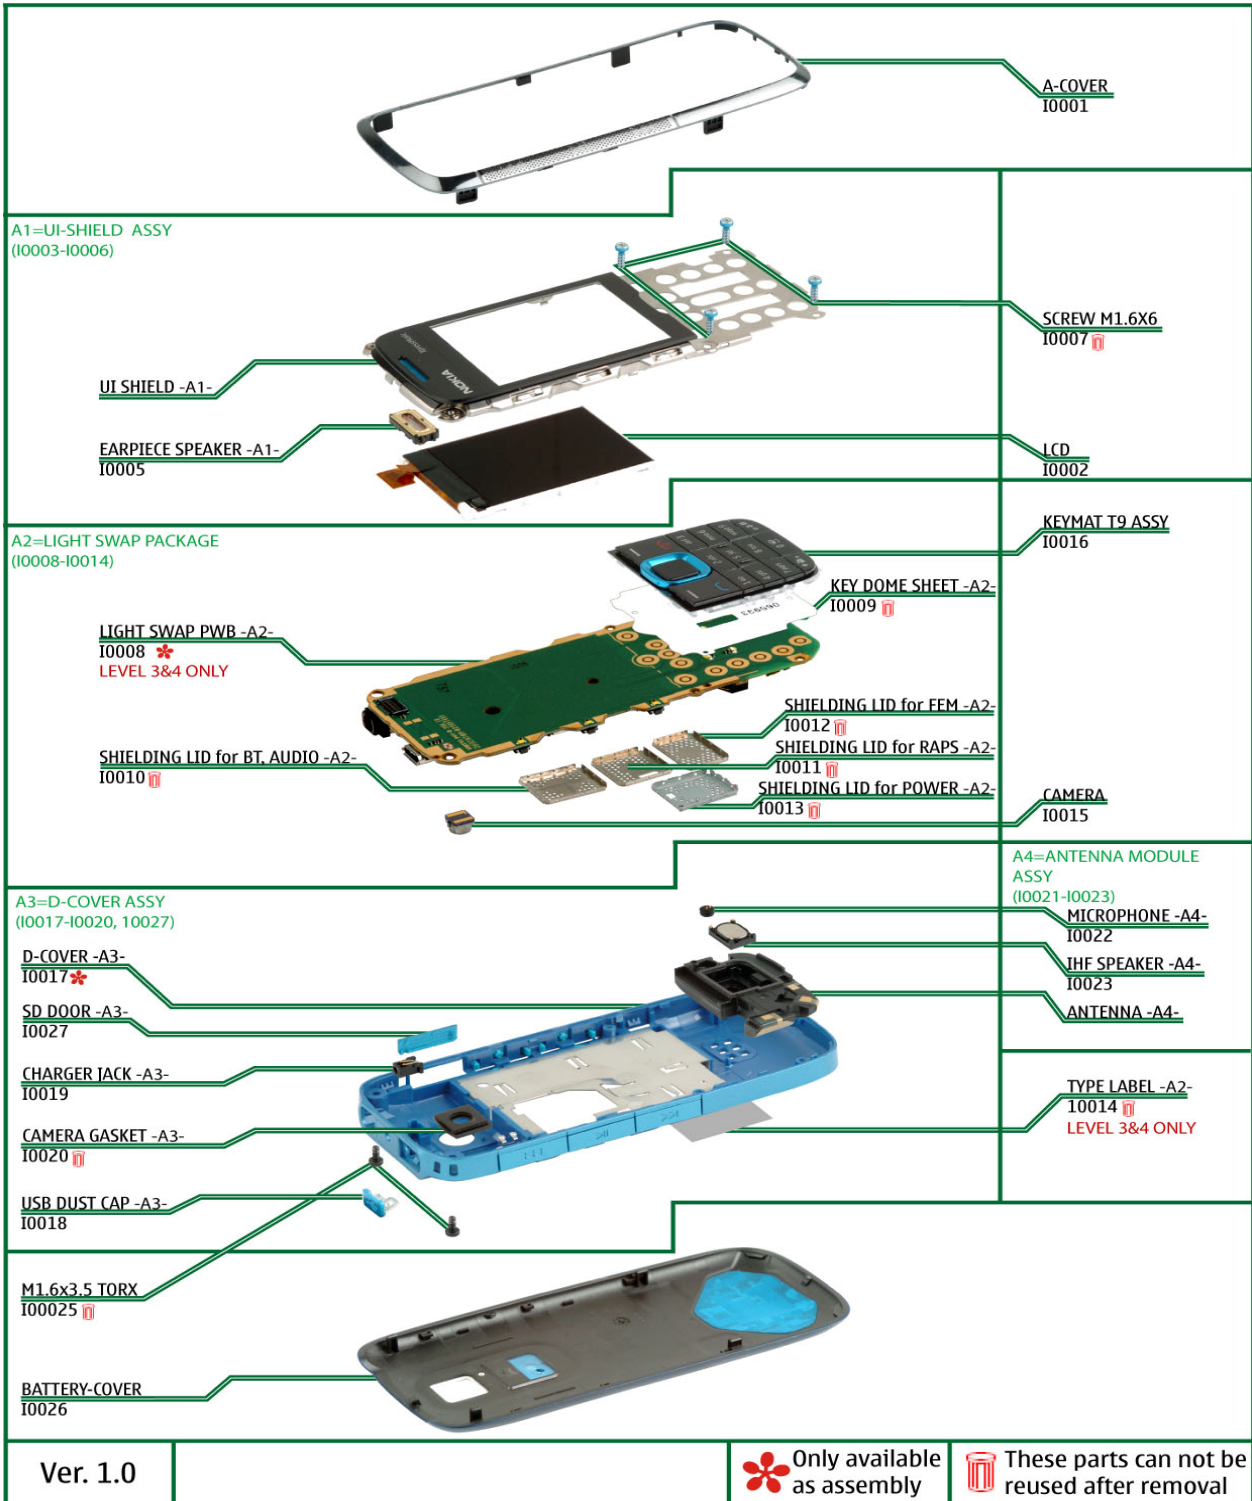 A-COVER
I0001
A1=UI-SHIELD ASSY
(I0003-I0006)
SCREW M1.6X6
I0007
UI SHIELD -A1-
NOKIA
XpressMusic
EARPIECE SPEAKER -A1-
I0005
LCD
I0002
A2=LIGHT SWAP PACKAGE
(I0008-I0014)
KEYMAT T9 ASSY
I0016
KEY DOME SHEET -A2-
I0009
LIGHT SWAP PWB -A2-
I0008
LEVEL 3&4 ONLY
SHIELDING LID for FEM -A2-
I0012
SHIELDING LID for RAPS -A2-
I0011
SHIELDING LID for BT, AUDIO -A2-
I0010
SHIELDING LID for POWER -A2-
I0013
CAMERA
I0015
A3=D-COVER ASSY
(I0017-I0020, 10027)
A4=ANTENNA MODULE
ASSY
(I0021-I0023)
MICROPHONE -A4-
I0022
IHF SPEAKER -A4-
I0023
ANTENNA -A4-
D-COVER -A3-
I0017
SD DOOR -A3-
I0027
CHARGER JACK -A3-
I0019
CAMERA GASKET -A3-
I0020
USB DUST CAP -A3-
I0018
TYPE LABEL -A2-
10014
LEVEL 3&4 ONLY
M1.6x3.5 TORX
I00025
BATTERY-COVER
I0026
Ver. 1.0
Only available
as assembly
These parts can not be
reused after removal